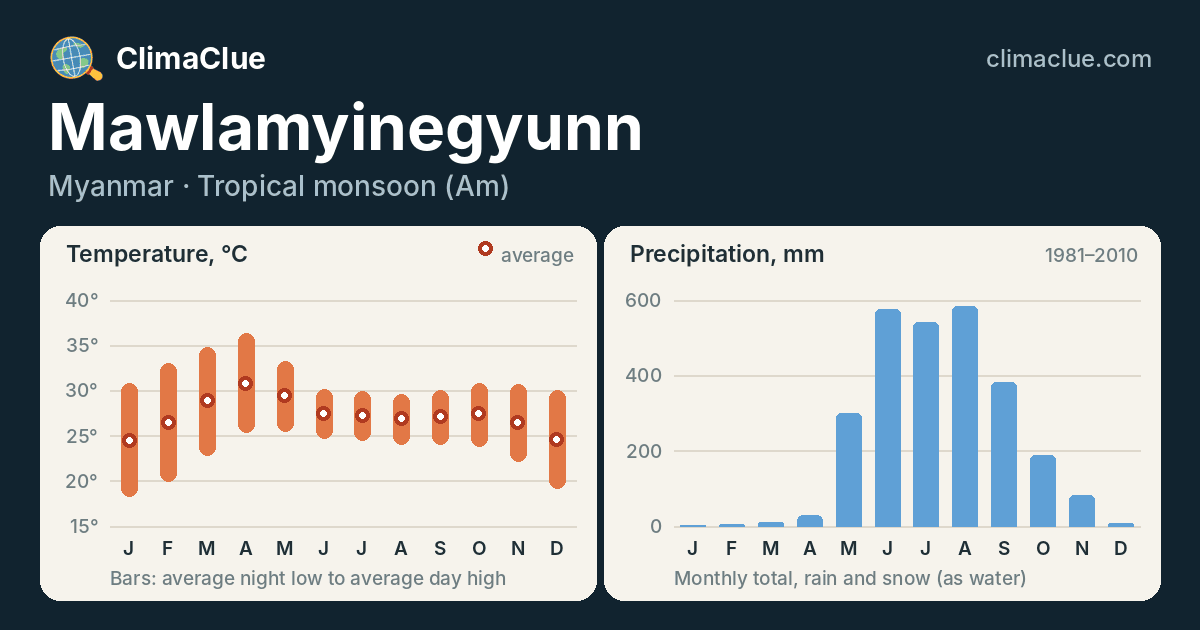 ClimaClue
climaclue.com
Mawlamyinegyunn
Myanmar · Tropical monsoon (Am)
Temperature, °C
average
40°
35°
30°
25°
20°
15°
J F M A M J J A S O N D
Bars: average night low to average day high
Precipitation, mm
1981–2010
600
400
200
0
J F M A M J J A S O N D
Monthly total, rain and snow (as water)